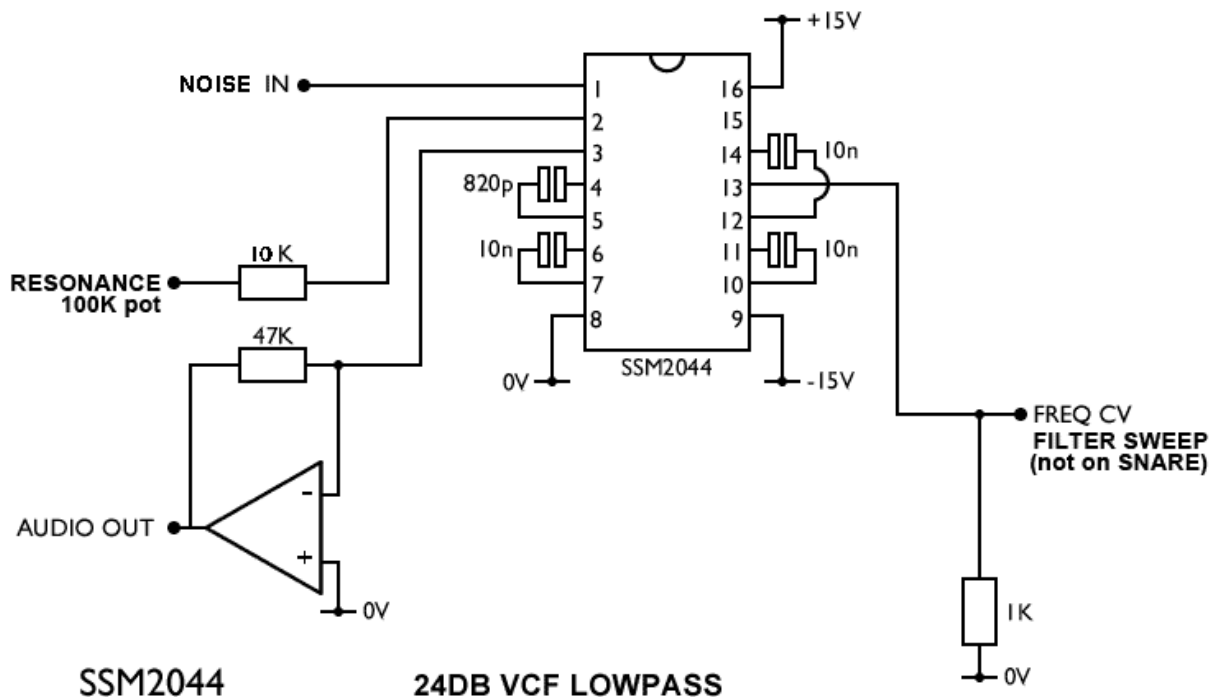 +15V
NOISE IN
1
16
2
15
3
14
10n
820p
4
13
5
12
10n
6
11
10n
7
10
8
9
0V
SSM2044
-15V
RESONANCE
100K pot
10K
47K
FREQ CV
FILTER SWEEP
(not on SNARE)
-
+
AUDIO OUT
0V
1K
0V
SSM2044
24DB VCF LOWPASS